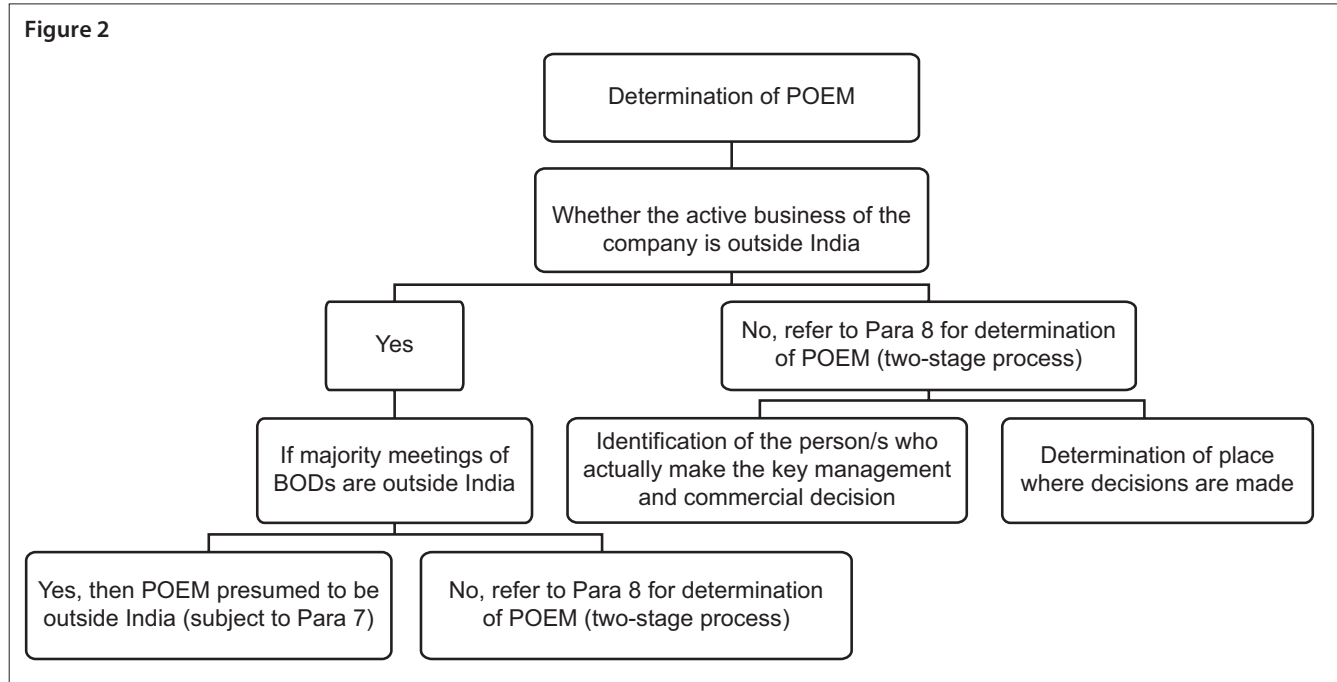 Figure 2
Determination of POEM
Whether the active business of the
company is outside India
Yes
No, refer to Para 8 for determination
of POEM (two-stage process)
If majority meetings of
BODs are outside India
Identification of the person/s who
actually make the key management
and commercial decision
Determination of place
where decisions are made
Yes, then POEM presumed to be
outside India (subject to Para 7)
No, refer to Para 8 for determination
of POEM (two-stage process)